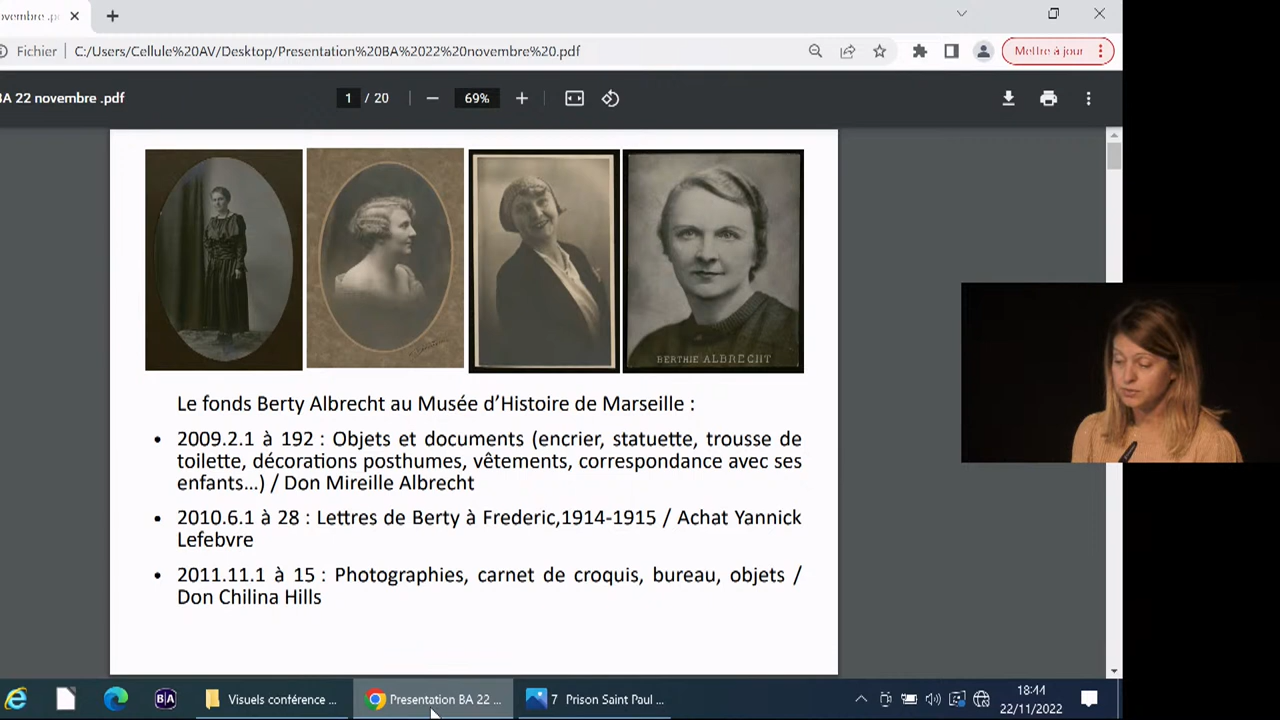 ovembre .p
Fichier
C:/Users/Cellule%20AV/Desktop/Presentation%20BA%2022%20novembre%20.pdf
Mettre à jour
BA 22 novembre .pdf
1 / 20
69%
BERTHIE ALBRECHT
Le fonds Berty Albrecht au Musée d'Histoire de Marseille :
• 2009.2.1 à 192 : Objets et documents (encrier, statuette, trousse de
toilette, décorations posthumes, vêtements, correspondance avec ses
enfants...) / Don Mireille Albrecht
• 2010.6.1 à 28 : Lettres de Berty à Frederic,1914-1915 / Achat Yannick
Lefebvre
• 2011.11.1 à 15 : Photographies, carnet de croquis, bureau, objets /
Don Chilina Hills
B|A
Visuels conférence ...
Presentation BA 22 ...
7 Prison Saint Paul ...
18:44
22/11/2022